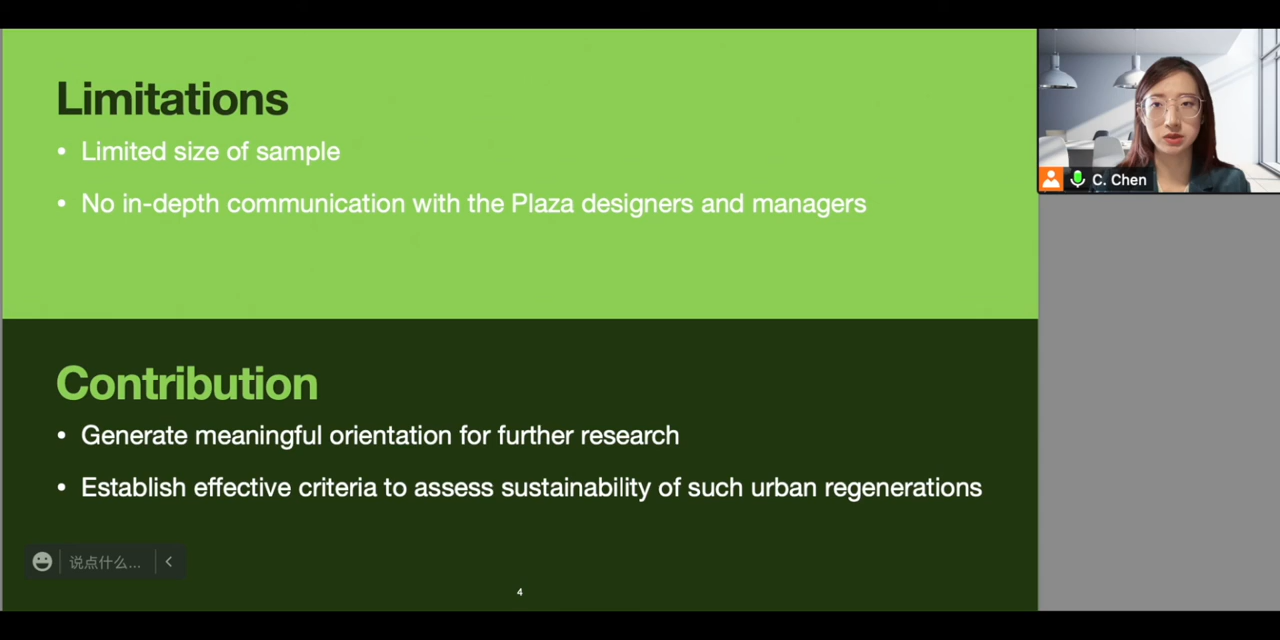 Limitations
• Limited size of sample
• No in-depth communication with the Plaza designers and managers
C. Chen
Contribution
• Generate meaningful orientation for further research
• Establish effective criteria to assess sustainability of such urban regenerations
说点什么...
4